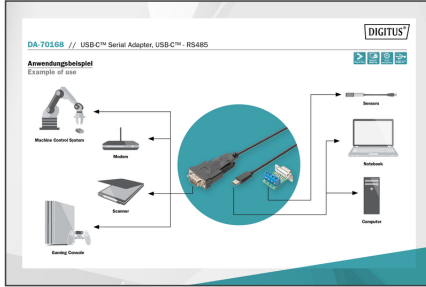 DIGITUS®
DA-70168 // USB-C™ Serial Adapter, USB-C™ - RS485
Anwendungsbeispiel
Example of use
Machine Control System
Modem
Scanner
Gaming Console
Sensors
Notebook
Computer